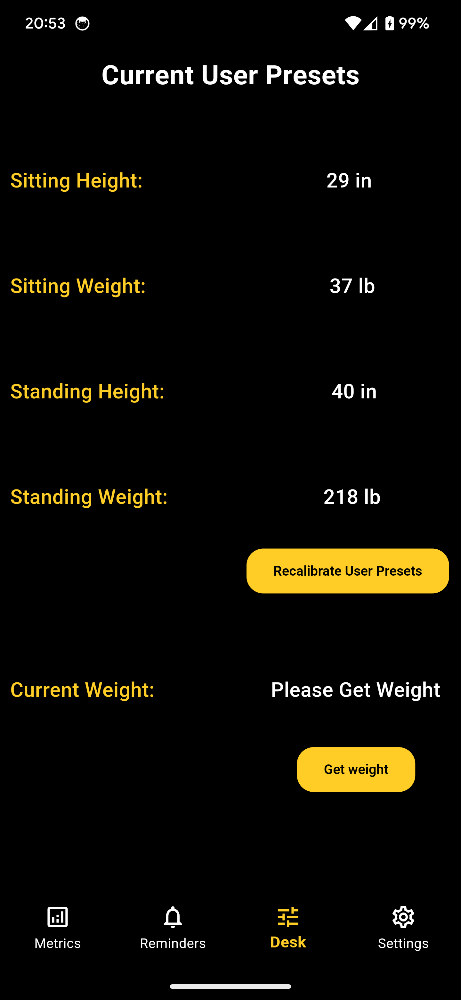 20:53 99%
Current User Presets
Sitting Height: 29 in
Sitting Weight: 37 lb
Standing Height: 40 in
Standing Weight: 218 lb
Recalibrate User Presets
Current Weight: Please Get Weight
Get weight
Metrics Reminders Desk Settings